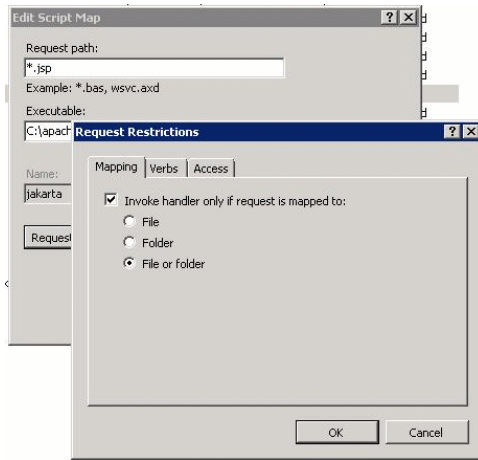 Edit Script Map
Request path:
*.jsp
Example: *.bas, wsvc.axd
Executable:
C:\apach
Name:
jakarta
Request
Request Restrictions
Mapping Verbs Access
Invoke handler only if request is mapped to:
File
Folder
File or folder
OK Cancel